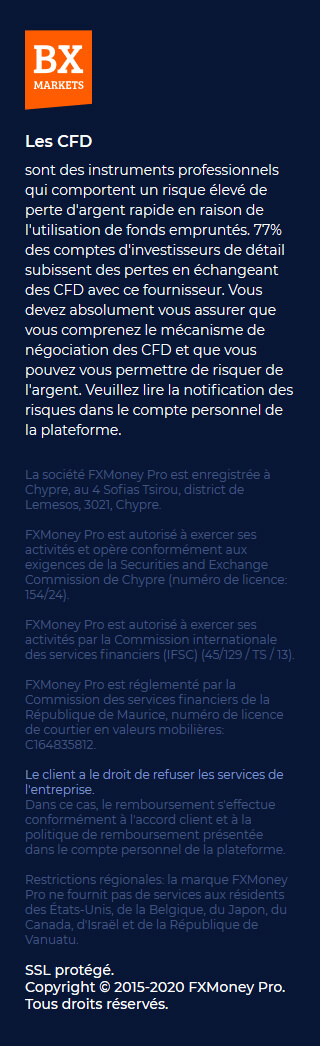 BX
MARKETS
Les CFD
sont des instruments professionnels
qui comportent un risque élevé de
perte d'argent rapide en raison de
l'utilisation de fonds empruntés. 77%
des comptes d'investisseurs de détail
subissent des pertes en échangeant
des CFD avec ce fournisseur. Vous
devez absolument vous assurer que
vous comprenez le mécanisme de
négociation des CFD et que vous
pouvez vous permettre de risquer de
l'argent. Veuillez lire la notification des
risques dans le compte personnel de
la plateforme.
La société FXMoney Pro est enregistrée à
Chypre, au 4 Sofias Tsirou, district de
Lemesos, 3021, Chypre.
FXMoney Pro est autorisé à exercer ses
activités et opère conformément aux
exigences de la Securities and Exchange
Commission de Chypre (numéro de licence:
154/24).
FXMoney Pro est autorisé à exercer ses
activités par la Commission internationale
des services financiers (IFSC) (45/129 / TS / 13).
FXMoney Pro est réglementé par la
Commission des services financiers de la
République de Maurice, numéro de licence
de courtier en valeurs mobilières:
C164835812.
Le client a le droit de refuser les services de
l'entreprise.
Dans ce cas, le remboursement s'effectue
conformément à l'accord client et à la
politique de remboursement présentée
dans le compte personnel de la plateforme.
Restrictions régionales: la marque FXMoney
Pro ne fournit pas de services aux résidents
des États-Unis, de la Belgique, du Japon, du
Canada, d'Israël et de la République de
Vanuatu.
SSL protégé.
Copyright © 2015-2020 FXMoney Pro.
Tous droits réservés.